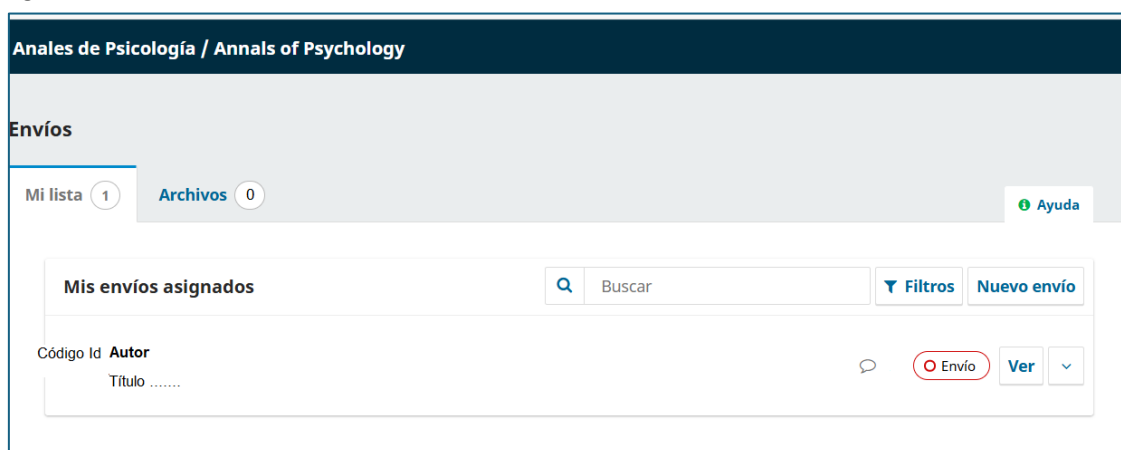 Anales de Psicología / Annals of Psychology
Envíos
Mi lista 1 Archivos 0
Ayuda
Mis envíos asignados Buscar Filtros Nuevo envío
Código Id Autor
Título .......
Envío Ver